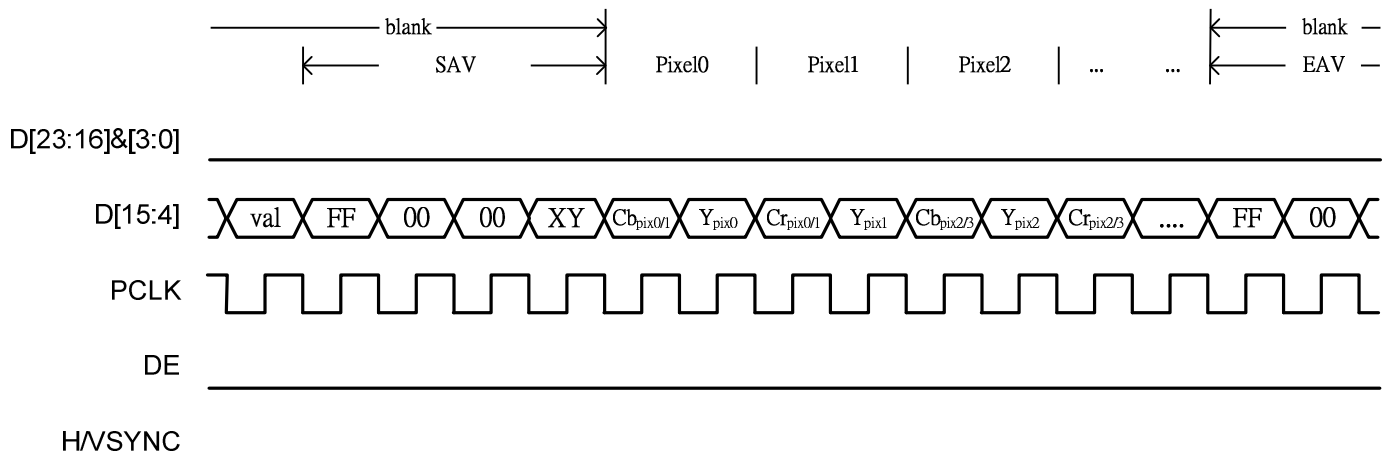 blank blank
SAV Pixel0 Pixel1 Pixel2 ... ... EAV
D[23:16]&[3:0]
D[15:4] val FF 00 00 XY Cbpix0/1 Ypix0 Crpix0/1 Ypix1 Cbpix2/3 Ypix2 Crpix2/3 .... FF 00
PCLK
DE
H/VSYNC